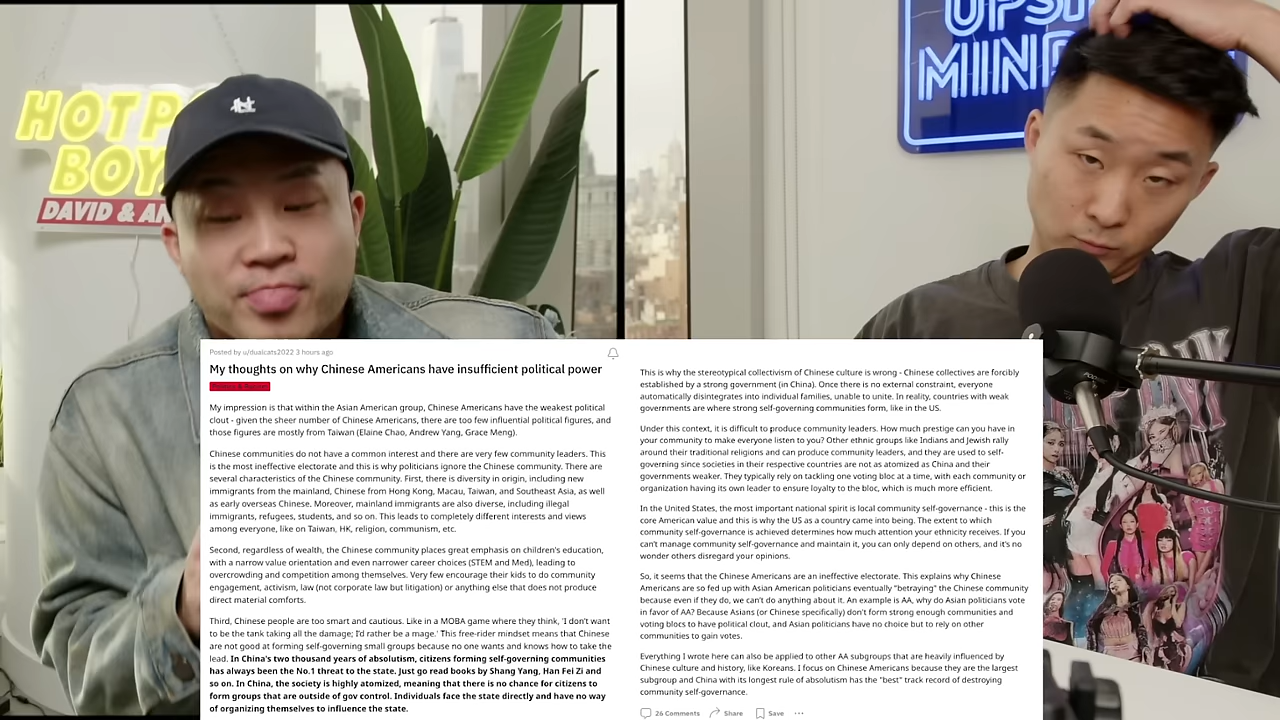 HOT P
BOY
DAVID & AN
UPSI
MIND
Posted by u/dualcats2022 3 hours ago
My thoughts on why Chinese Americans have insufficient political power
My impression is that within the Asian American group, Chinese Americans have the weakest political
clout - given the sheer number of Chinese Americans, there are too few influential political figures, and
those figures are mostly from Taiwan (Elaine Chao, Andrew Yang, Grace Meng).
Chinese communities do not have a common interest and there are very few community leaders. This
is the most ineffective electorate and this is why politicians ignore the Chinese community. There are
several characteristics of the Chinese community. First, there is diversity in origin, including new
immigrants from the mainland, Chinese from Hong Kong, Macau, Taiwan, and Southeast Asia, as well
as early overseas Chinese. Moreover, mainland immigrants are also diverse, including illegal
immigrants, refugees, students, and so on. This leads to completely different interests and views
among everyone, like on Taiwan, HK, religion, communism, etc.
Second, regardless of wealth, the Chinese community places great emphasis on children's education,
with a narrow value orientation and even narrower career choices (STEM and Med), leading to
overcrowding and competition among themselves. Very few encourage their kids to do community
engagement, activism, law (not corporate law but litigation) or anything else that does not produce
direct material comforts.
Third, Chinese people are too smart and cautious. Like in a MOBA game where they think, 'I don't want
to be the tank taking all the damage; I'd rather be a mage.' This free-rider mindset means that Chinese
are not good at forming self-governing small groups because no one wants and knows how to take the
lead. In China's two thousand years of absolutism, citizens forming self-governing communities
has always been the No.1 threat to the state. Just go read books by Shang Yang, Han Fei Zi and
so on. In China, the society is highly atomized, meaning that there is no chance for citizens to
form groups that are outside of gov control. Individuals face the state directly and have no way
of organizing themselves to influence the state.
This is why the stereotypical collectivism of Chinese culture is wrong - Chinese collectives are forcibly
established by a strong government (in China). Once there is no external constraint, everyone
automatically disintegrates into individual families, unable to unite. In reality, countries with weak
governments are where strong self-governing communities form, like in the US.
Under this context, it is difficult to produce community leaders. How much prestige can you have in
your community to make everyone listen to you? Other ethnic groups like Indians and Jewish rally
around their traditional religions and can produce community leaders, and they are used to self-
governing since societies in their respective countries are not as atomized as China and their
governments weaker. They typically rely on tackling one voting bloc at a time, with each community or
organization having its own leader to ensure loyalty to the bloc, which is much more efficient.
In the United States, the most important national spirit is local community self-governance - this is the
core American value and this is why the US as a country came into being. The extent to which
community self-governance is achieved determines how much attention your ethnicity receives. If you
can't manage community self-governance and maintain it, you can only depend on others, and it's no
wonder others disregard your opinions.
So, it seems that the Chinese Americans are an ineffective electorate. This explains why Chinese
Americans are so fed up with Asian American politicians eventually "betraying" the Chinese community
because even if they do, we can't do anything about it. An example is AA, why do Asian politicians vote
in favor of AA? Because Asians (or Chinese specifically) don't form strong enough communities and
voting blocs to have political clout, and Asian politicians have no choice but to rely on other
communities to gain votes.
Everything I wrote here can also be applied to other AA subgroups that are heavily influenced by
Chinese culture and history, like Koreans. I focus on Chinese Americans because they are the largest
subgroup and China with its longest rule of absolutism has the "best" track record of destroying
community self-governance.
26 Comments Share Save